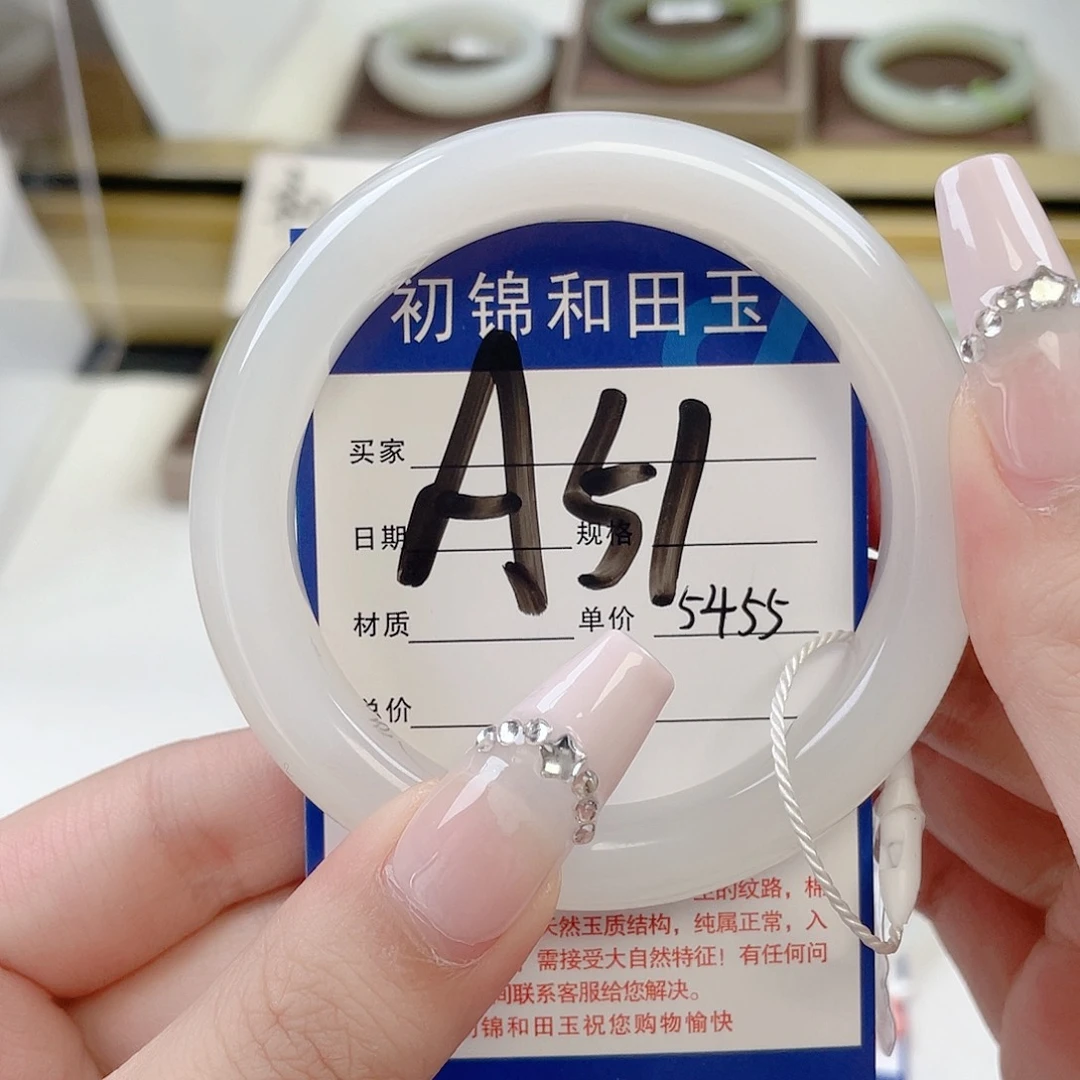 初锦和田玉
A51
买家
日期 规格
材质 单价 5455
总价
的纹路，棉
天然玉质结构，纯属正常，入
需接受大自然特征！有任何问
联系客服给您解决。
锦和田玉祝您购物愉快